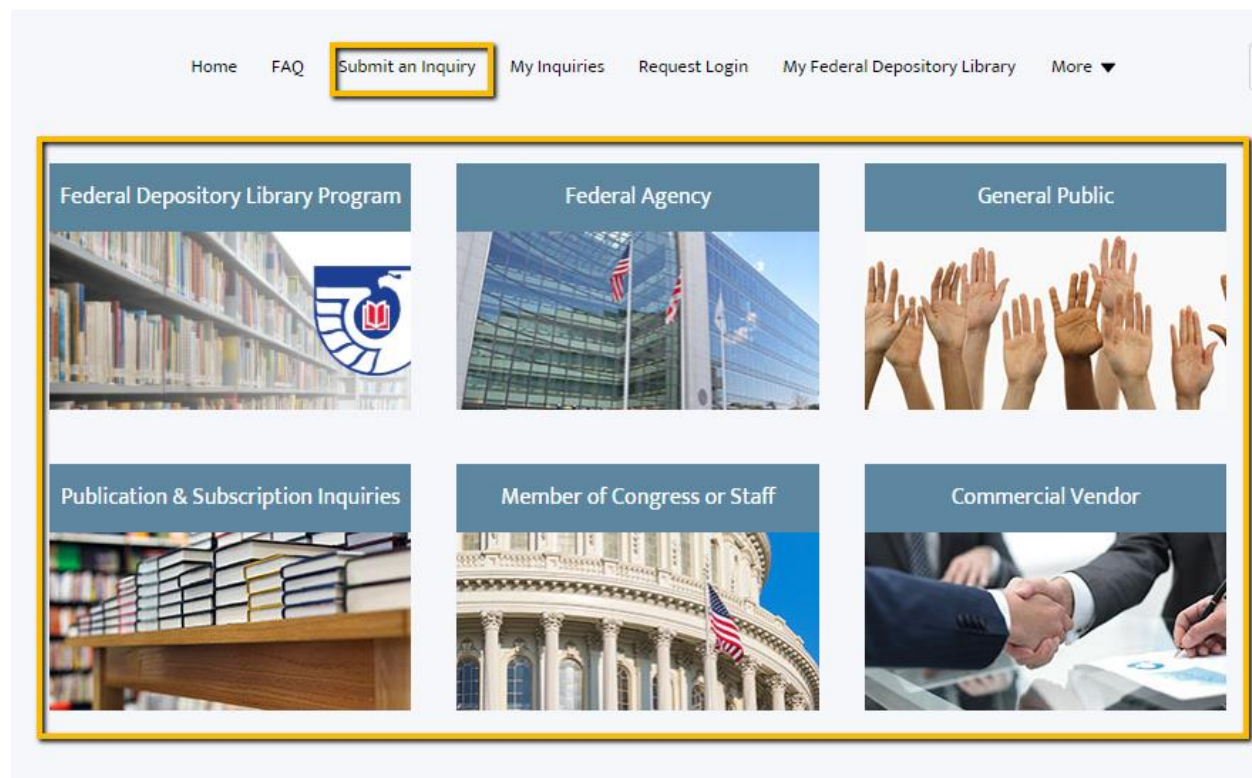 Home FAQ Submit an Inquiry My Inquiries Request Login My Federal Depository Library More ▼
Federal Depository Library Program
Federal Agency
General Public
Publication & Subscription Inquiries
Member of Congress or Staff
Commercial Vendor